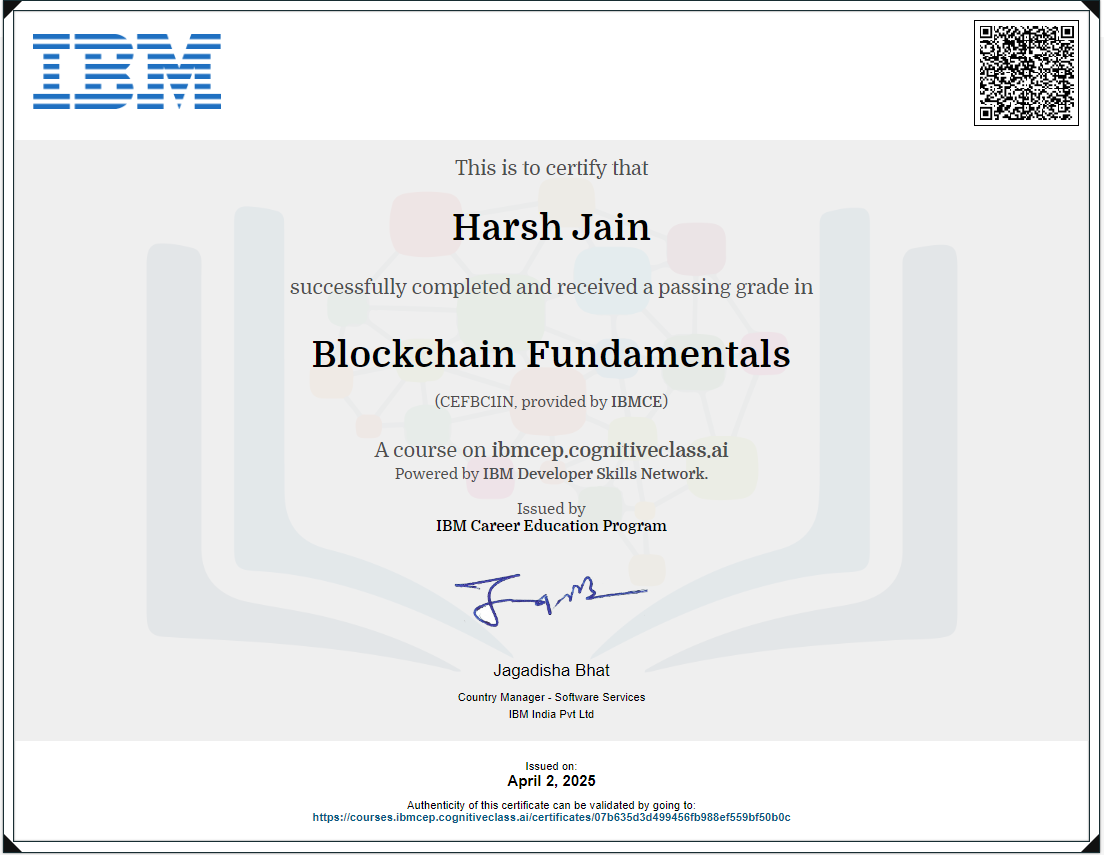 IBM
This is to certify that
Harsh Jain
successfully completed and received a passing grade in
Blockchain Fundamentals
(CEFBC1IN, provided by IBMCE)
A course on ibmcep.cognitiveclass.ai
Powered by IBM Developer Skills Network.
Issued by
IBM Career Education Program
Jagadisha Bhat
Country Manager - Software Services
IBM India Pvt Ltd
Issued on:
April 2, 2025
Authenticity of this certificate can be validated by going to:
https://courses.ibmcep.cognitiveclass.ai/certificates/07b635d3d499456fb988ef559bf50b0c